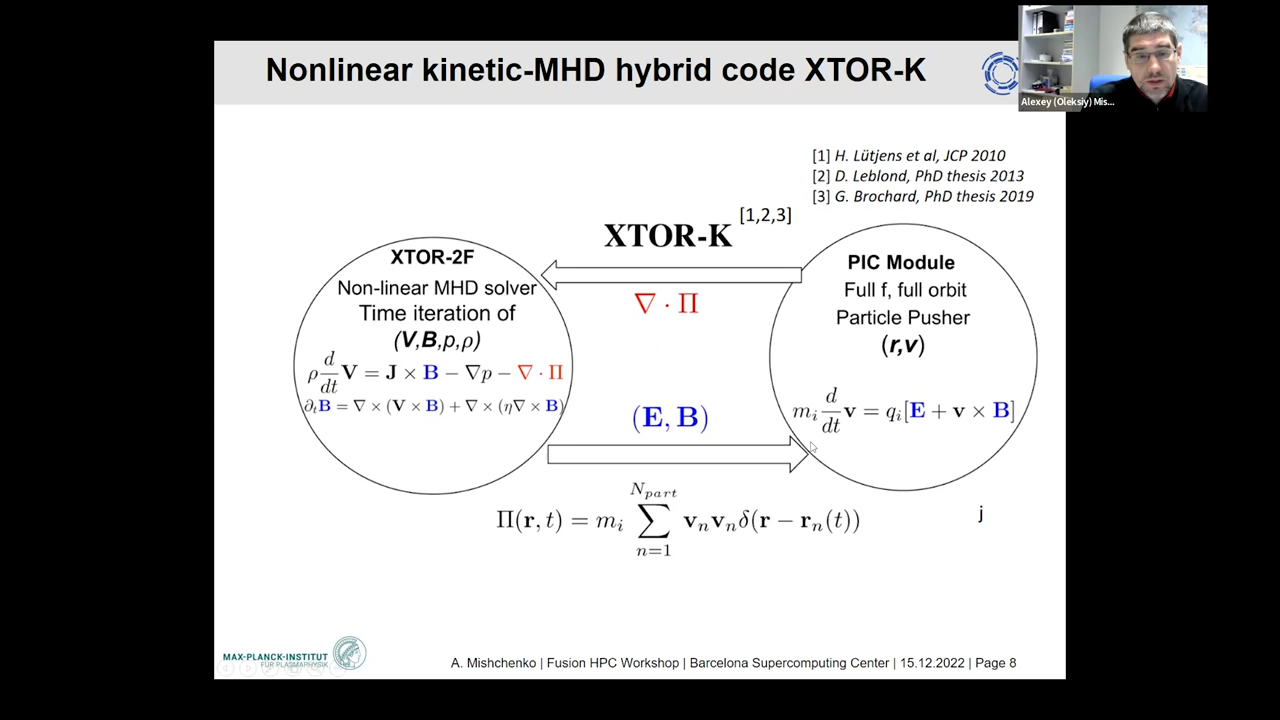 Nonlinear kinetic-MHD hybrid code XTOR-K
Alexey (Oleksiy) Mis...
[1] H. Lütjens et al, JCP 2010
[2] D. Leblond, PhD thesis 2013
[3] G. Brochard, PhD thesis 2019
XTOR-K [1,2,3]
∇ · Π
XTOR-2F
Non-linear MHD solver
Time iteration of
(V,B,p,ρ)
ρ d/dt V = J × B − ∇p − ∇ · Π
∂ₜB = ∇ × (V × B) + ∇ × (η∇ × B)
(E, B)
PIC Module
Full f, full orbit
Particle Pusher
(r,v)
mᵢ d/dt v = qᵢ[E + v × B]
Π(r, t) = mᵢ ∑_{n=1}^{N_{part}} vₙvₙδ(r − rₙ(t))
j
MAX-PLANCK-INSTITUT
FÜR PLASMAPHYSIK
A. Mishchenko | Fusion HPC Workshop | Barcelona Supercomputing Center | 15.12.2022 | Page 8